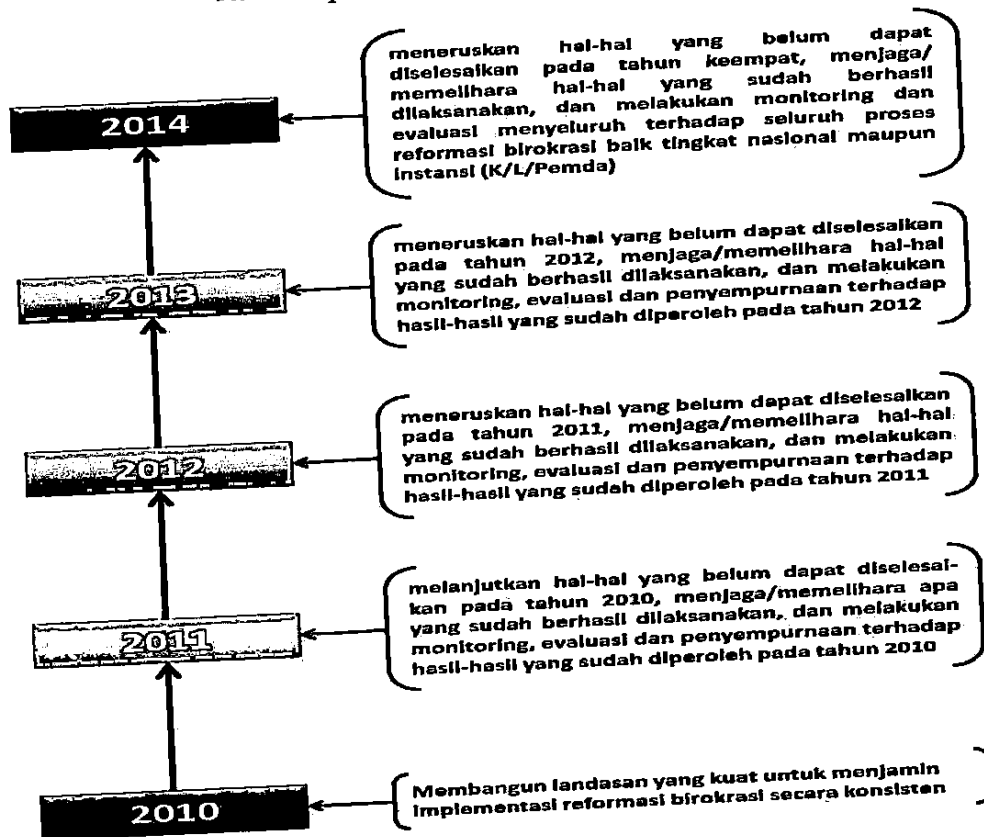 2014
meneruskan hal-hal yang belum dapat
diselesaikan pada tahun keempat, menjaga/
memelihara hal-hal yang sudah berhasil
dilaksanakan, dan melakukan monitoring dan
evaluasi menyeluruh terhadap seluruh proses
reformasi birokrasi baik tingkat nasional maupun
instansi (K/L/Pemda)
2013
meneruskan hal-hal yang belum dapat diselesaikan
pada tahun 2012, menjaga/memelihara hal-hal
yang sudah berhasil dilaksanakan, dan melakukan
monitoring, evaluasi dan penyempurnaan terhadap
hasil-hasil yang sudah diperoleh pada tahun 2012
2012
meneruskan hal-hal yang belum dapat diselesaikan
pada tahun 2011, menjaga/memelihara hal-hal
yang sudah berhasil dilaksanakan, dan melakukan
monitoring, evaluasi dan penyempurnaan terhadap
hasil-hasil yang sudah diperoleh pada tahun 2011
2011
melanjutkan hal-hal yang belum dapat diselesai-
kan pada tahun 2010, menjaga/memelihara apa
yang sudah berhasil dilaksanakan, dan melakukan
monitoring, evaluasi dan penyempurnaan terhadap
hasil-hasil yang sudah diperoleh pada tahun 2010
2010
Membangun landasan yang kuat untuk menjamin
implementasi reformasi birokrasi secara konsisten